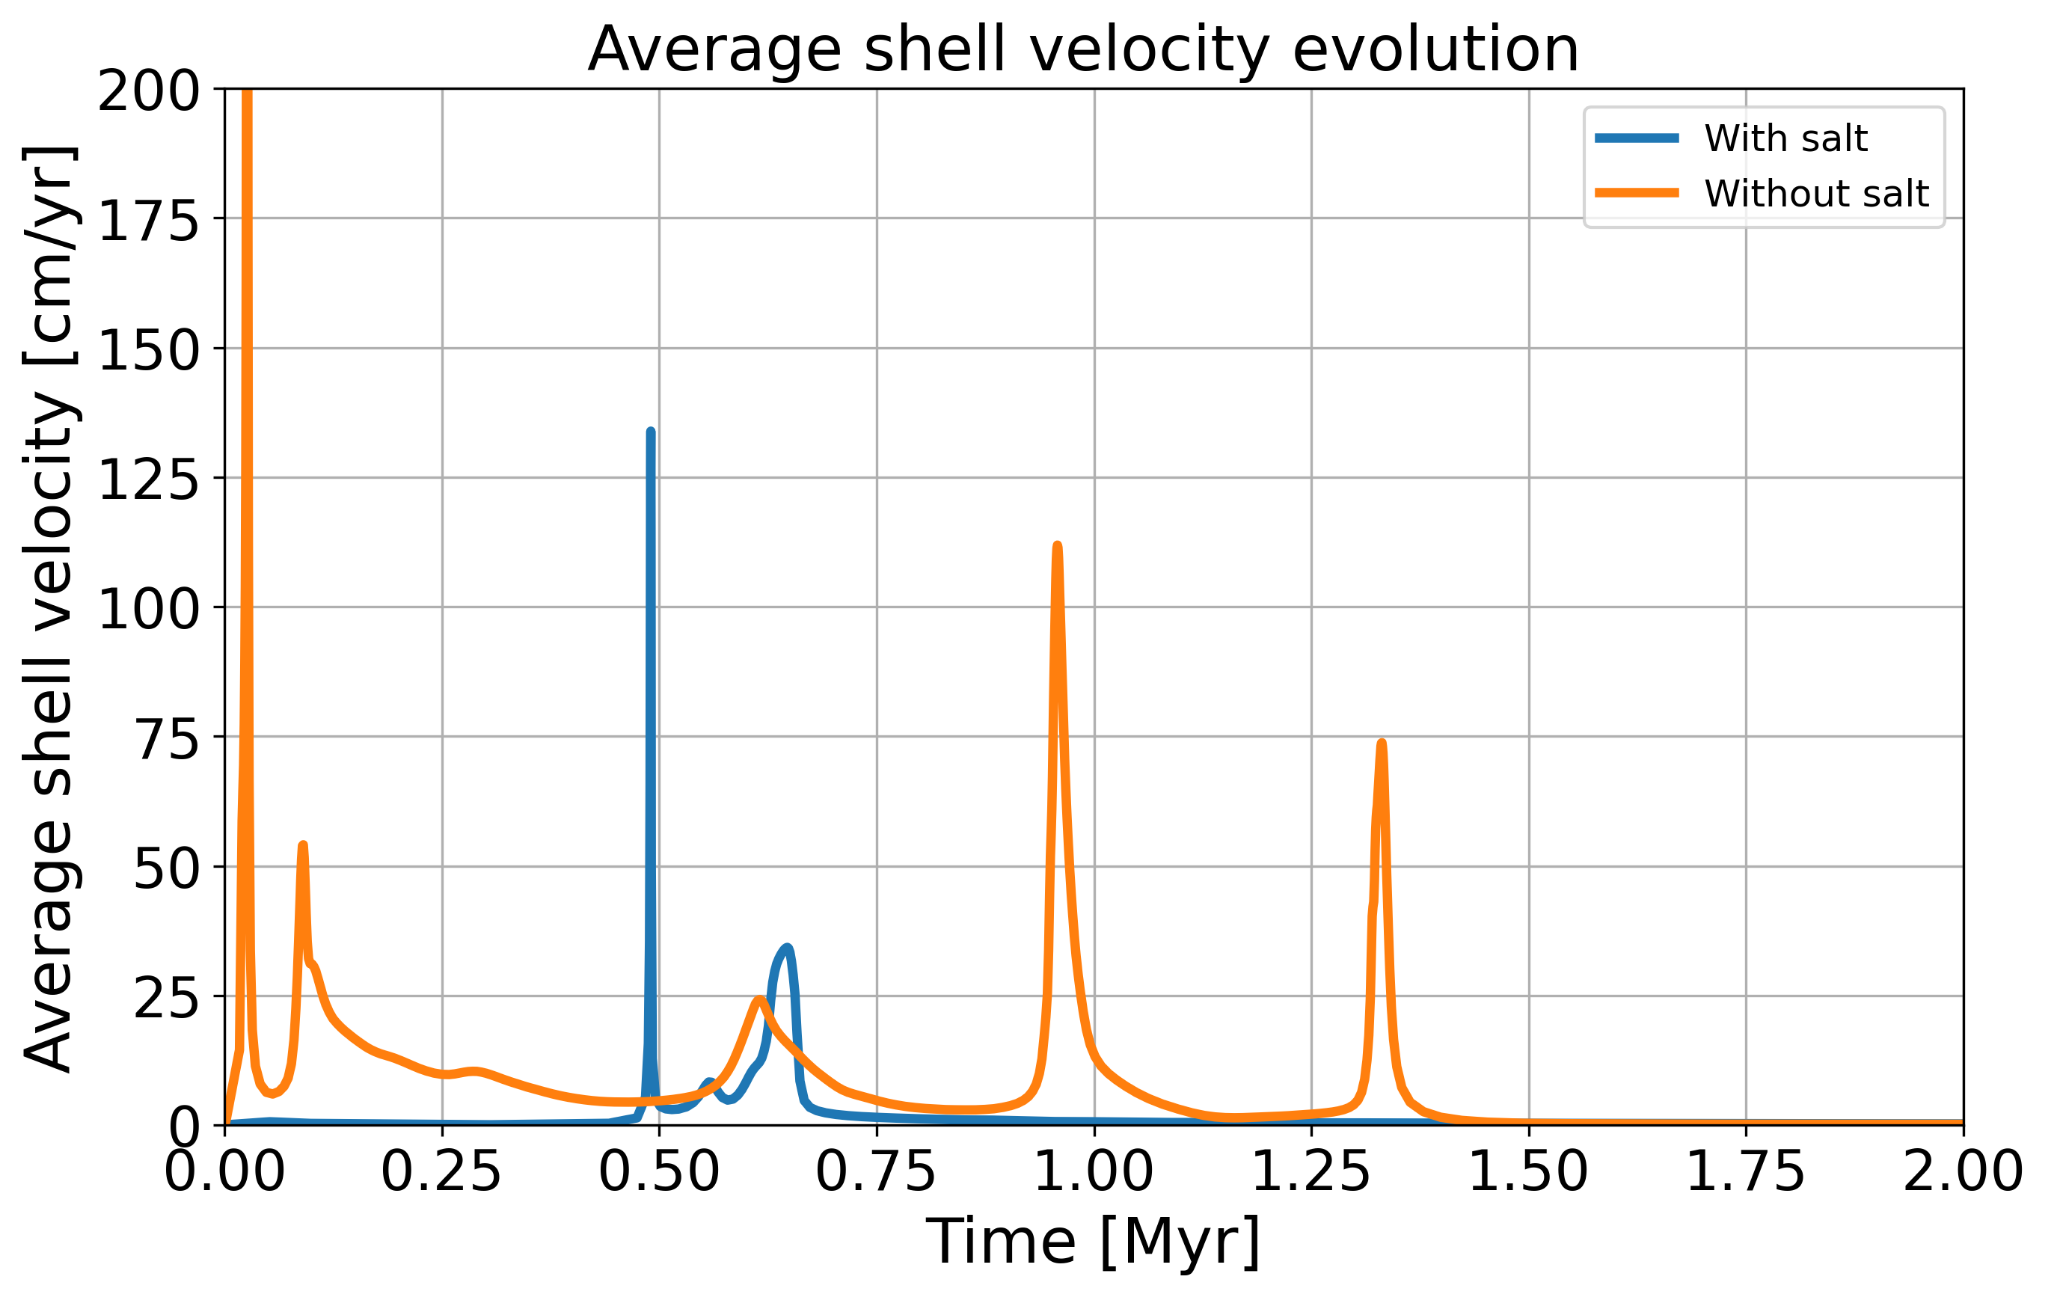 Average shell velocity evolution
200
175
150
125
100
75
50
25
0
Average shell velocity [cm/yr]
With salt
Without salt
0.00 0.25 0.50 0.75 1.00 1.25 1.50 1.75 2.00
Time [Myr]